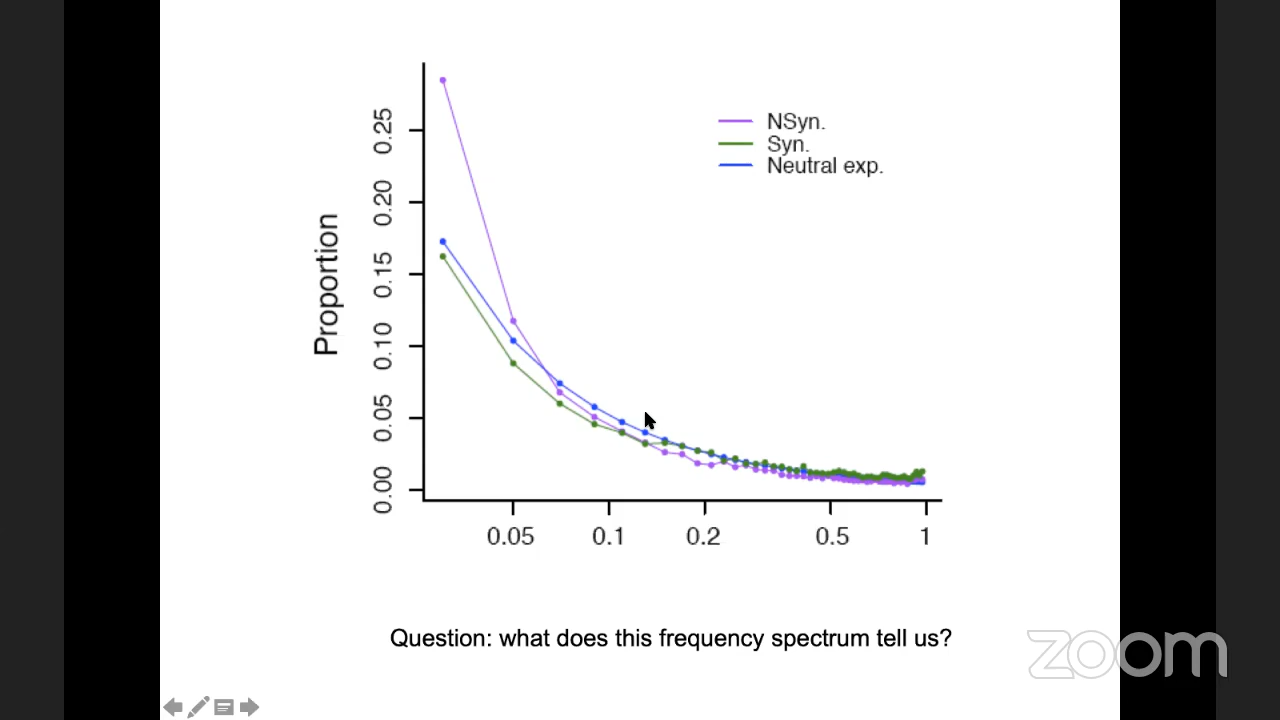 NSyn.
Syn.
Neutral exp.
Proportion
0.25
0.20
0.15
0.10
0.05
0.00
0.05 0.1 0.2 0.5 1
Question: what does this frequency spectrum tell us?
zoom